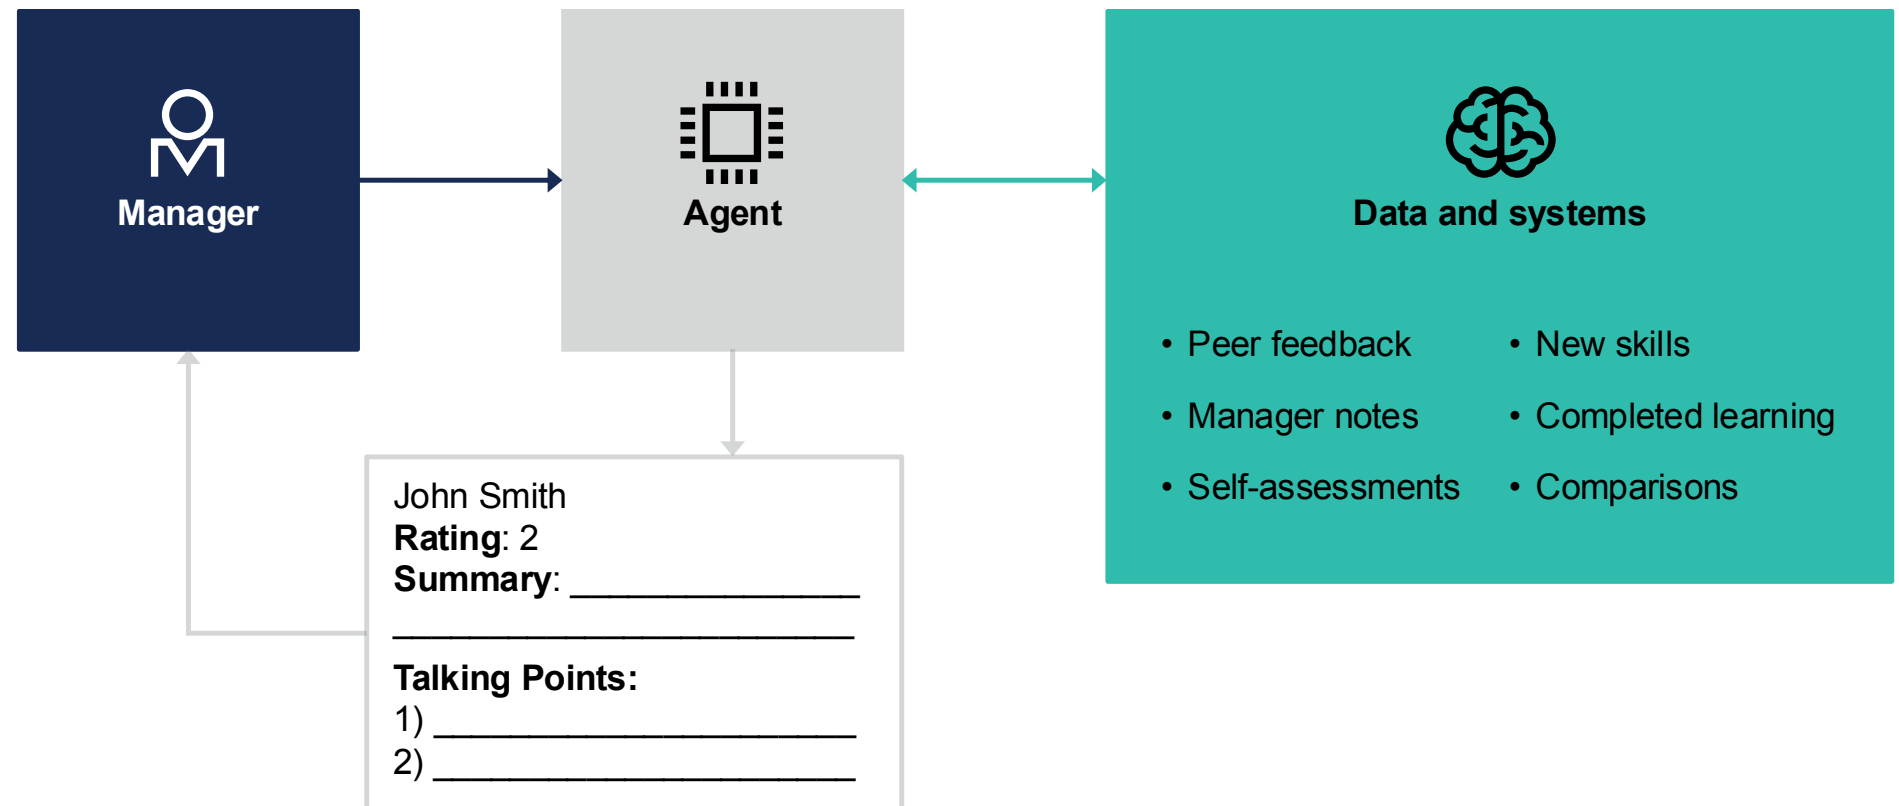 Manager
Agent
Data and systems
• Peer feedback
• Manager notes
• Self-assessments
• New skills
• Completed learning
• Comparisons
John Smith
Rating: 2
Summary: _______________
________________________
Talking Points:
1) ______________________
2) ______________________